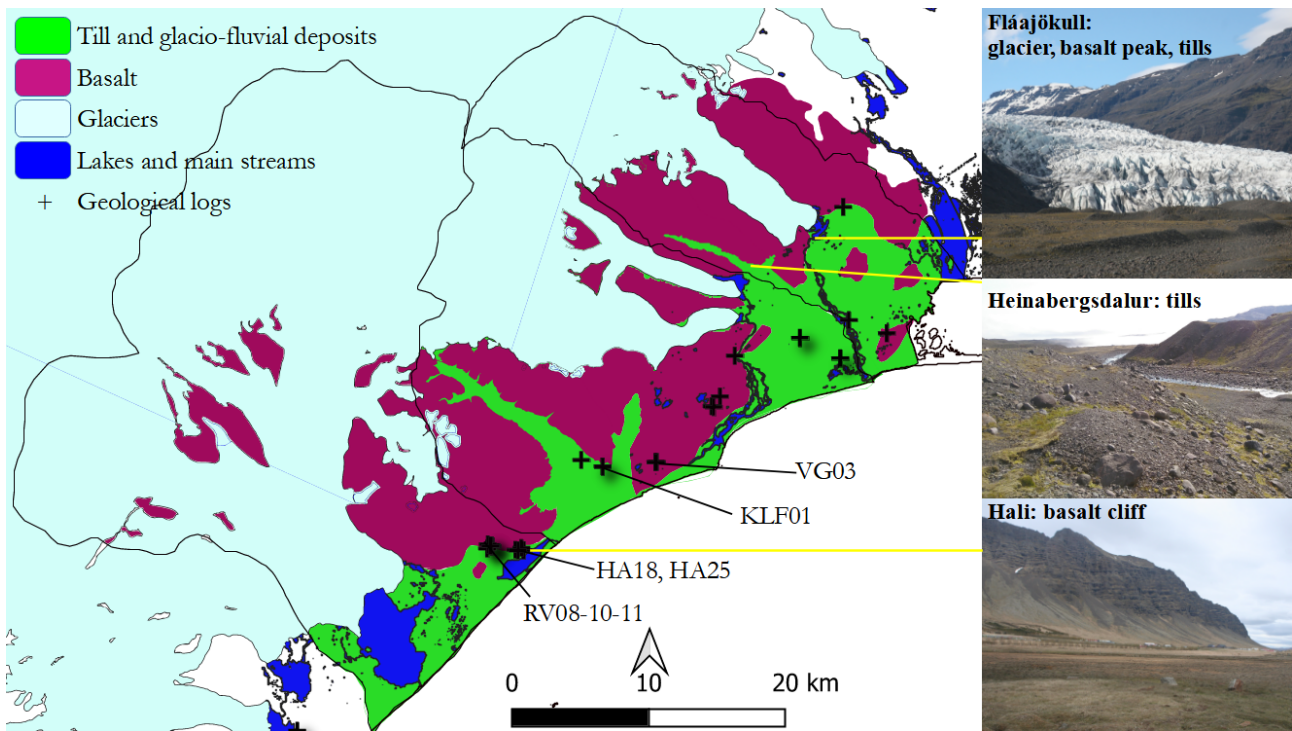 Till and glacio-fluvial deposits
Basalt
Glaciers
Lakes and main streams
+ Geological logs
VG03
KLF01
HA18, HA25
RV08-10-11
0 10 20 km
Fláajökull:
glacier, basalt peak, tills
Heinabergsdalur: tills
Hali: basalt cliff